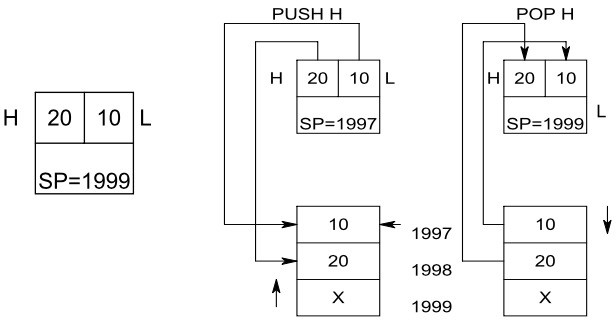 PUSH H
POP H
H 20 10 L
SP=1999
H 20 10 L
SP=1997
H 20 10
L
SP=1999
10 1997
20 1998
X 1999
10
20
X